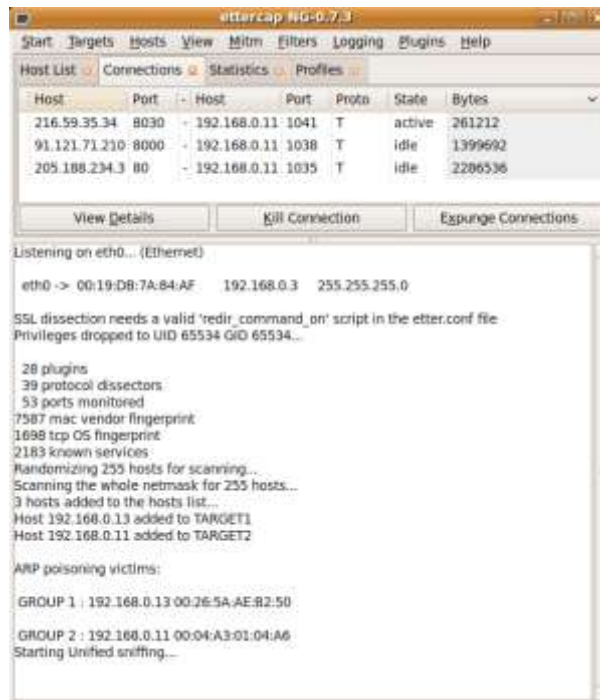 ettercap NG-0.7.3
Start Targets Hosts View Mitm Filters Logging Plugins Help
Host List Connections Statistics Profiles
Host Port - Host Port Proto State Bytes
216.59.35.34 8030 - 192.168.0.11 1041 T active 261212
91.121.71.210 8000 - 192.168.0.11 1038 T idle 1399692
205.188.234.3 80 - 192.168.0.11 1035 T idle 2286536
View Details Kill Connection Expunge Connections
Listening on eth0... (Ethernet)
eth0 -> 00:19:DB:7A:84:AF 192.168.0.3 255.255.255.0
SSL dissection needs a valid 'redir_command_on' script in the etter.conf file
Privileges dropped to UID 65534 GID 65534...
28 plugins
39 protocol dissectors
53 ports monitored
7587 mac vendor fingerprint
1698 tcp OS fingerprint
2183 known services
Randomizing 255 hosts for scanning...
Scanning the whole netmask for 255 hosts...
3 hosts added to the hosts list...
Host 192.168.0.13 added to TARGET1
Host 192.168.0.11 added to TARGET2
ARP poisoning victims:
GROUP 1 : 192.168.0.13 00:26:5A:AE:B2:50
GROUP 2 : 192.168.0.11 00:04:A3:01:04:A6
Starting Unified sniffing...